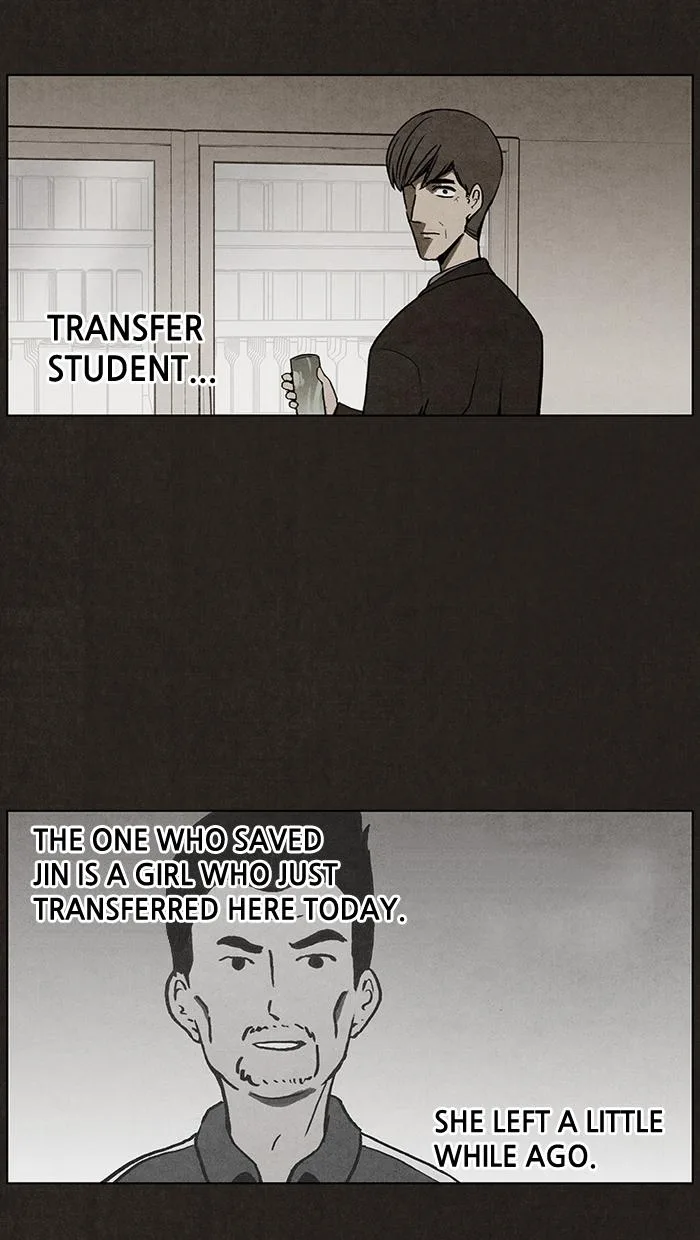 TRANSFER
STUDENT...
THE ONE WHO SAVED
JIN IS A GIRL WHO JUST
TRANSFERRED HERE TODAY.
SHE LEFT A LITTLE
WHILE AGO.